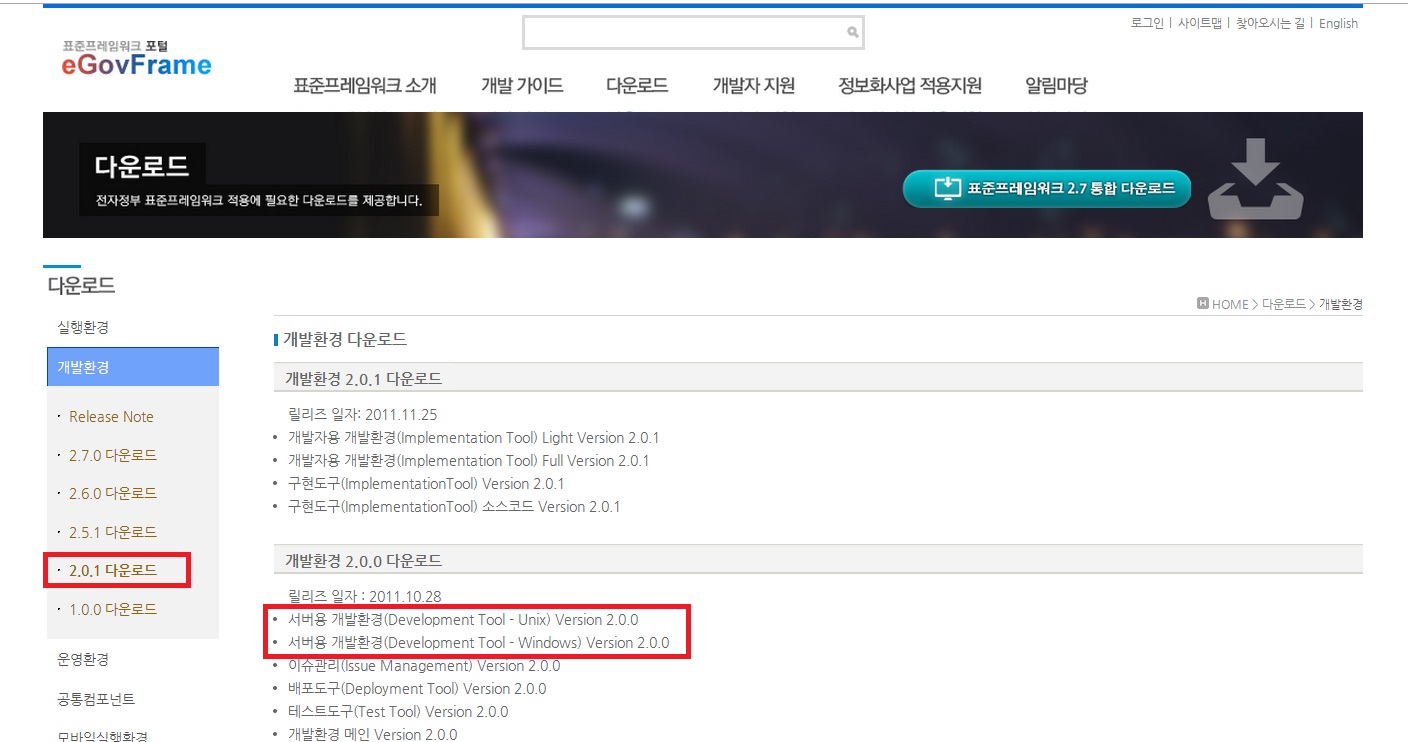 로그인 | 사이트맵 | 찾아오시는 길 | English
표준프레임워크 포털
eGovFrame
표준프레임워크 소개 개발 가이드 다운로드 개발자 지원 정보화사업 적용지원 알림마당
다운로드
전자정부 표준프레임워크 적용에 필요한 다운로드를 제공합니다.
표준프레임워크 2.7 통합 다운로드
다운로드
HOME > 다운로드 > 개발환경
실행환경
개발환경
· Release Note
· 2.7.0 다운로드
· 2.6.0 다운로드
· 2.5.1 다운로드
· 2.0.1 다운로드
· 1.0.0 다운로드
운영환경
공통컴포넌트
모바일실행환경
개발환경 다운로드
개발환경 2.0.1 다운로드
릴리즈 일자: 2011.11.25
• 개발자용 개발환경(Implementation Tool) Light Version 2.0.1
• 개발자용 개발환경(Implementation Tool) Full Version 2.0.1
• 구현도구(ImplementationTool) Version 2.0.1
• 구현도구(ImplementationTool) 소스코드 Version 2.0.1
개발환경 2.0.0 다운로드
릴리즈 일자 : 2011.10.28
• 서버용 개발환경(Development Tool - Unix) Version 2.0.0
• 서버용 개발환경(Development Tool - Windows) Version 2.0.0
• 이슈관리(Issue Management) Version 2.0.0
• 배포도구(Deployment Tool) Version 2.0.0
• 테스트도구(Test Tool) Version 2.0.0
• 개발환경 메인 Version 2.0.0